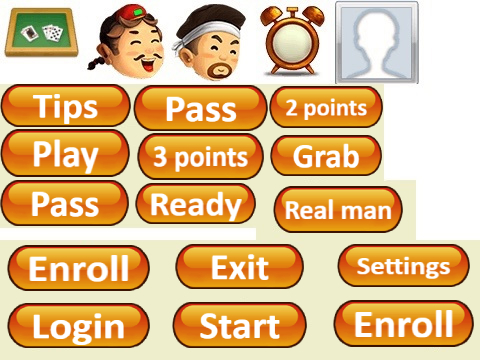 Tips
Pass
2 points
Play
3 points
Grab
Pass
Ready
Real man
Enroll
Exit
Settings
Login
Start
Enroll